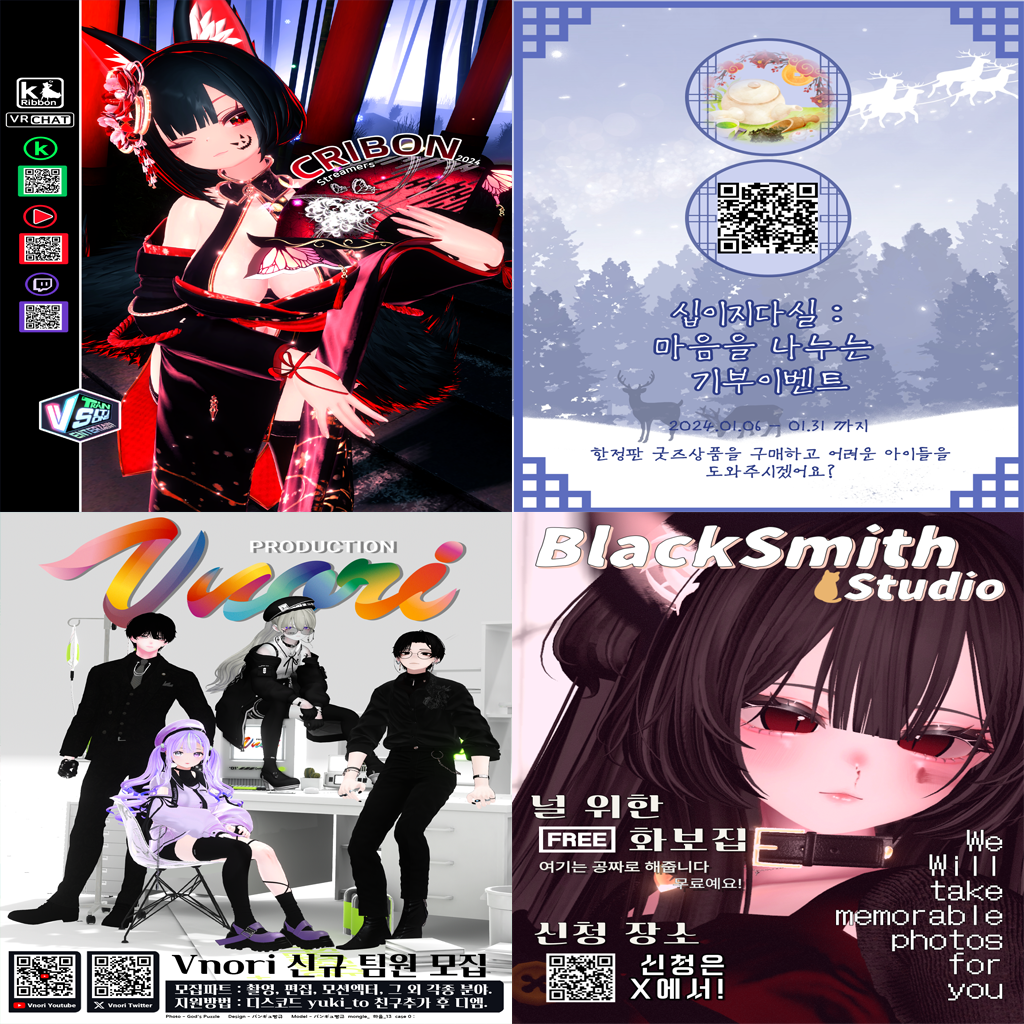 K
Ribbon
VRCHAT
k
CRIBON
Streamers
2024
VS
TRAN
ENTERTAIN
십이지다실 :
마음을 나누는
기부이벤트
2024.01.06 - 01.31 까지
한정판 굿즈상품을 구매하고 어려운 아이들을
도와주시겠어요?
PRODUCTION
Vnori
Vnori 신규 팀원 모집
모집파트 : 촬영, 편집, 모션엑터, 그 외 각종 분야.
지원방법 : 디스코드 yuki_to 친구추가 후 디엠.
Vnori Youtube
Vnori Twitter
Photo - God's Puzzle
BlackSmith
Studio
널 위한
FREE 화보집
여기는 공짜로 해줍니다
무료예요!
신청 장소
신청은
X에서!
We
Will
take
memorable
photos
for
you